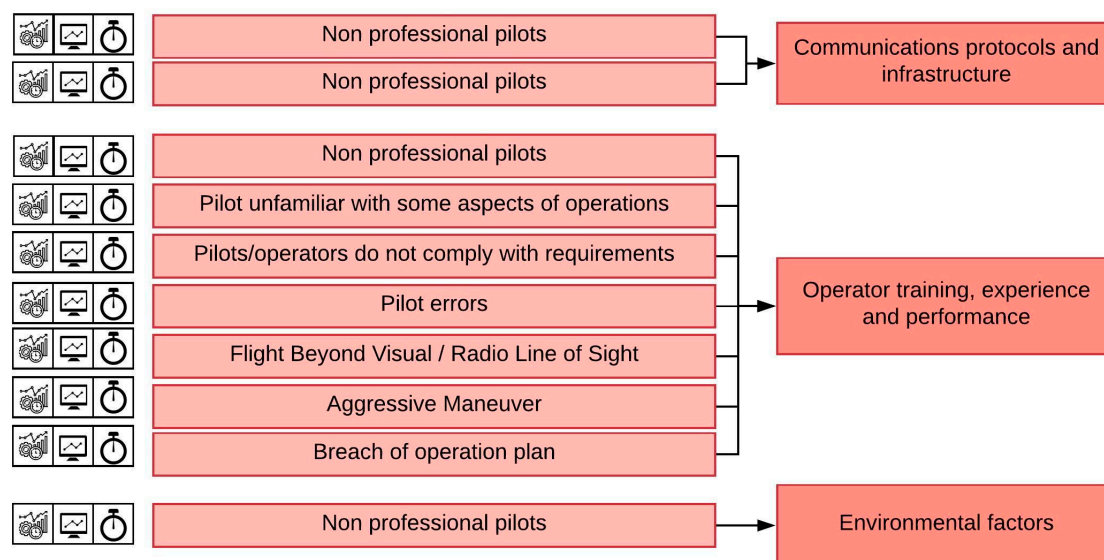 Non professional pilots
Non professional pilots
Communications protocols and
infrastructure
Non professional pilots
Pilot unfamiliar with some aspects of operations
Pilots/operators do not comply with requirements
Pilot errors
Flight Beyond Visual / Radio Line of Sight
Aggressive Maneuver
Breach of operation plan
Operator training, experience
and performance
Non professional pilots
Environmental factors